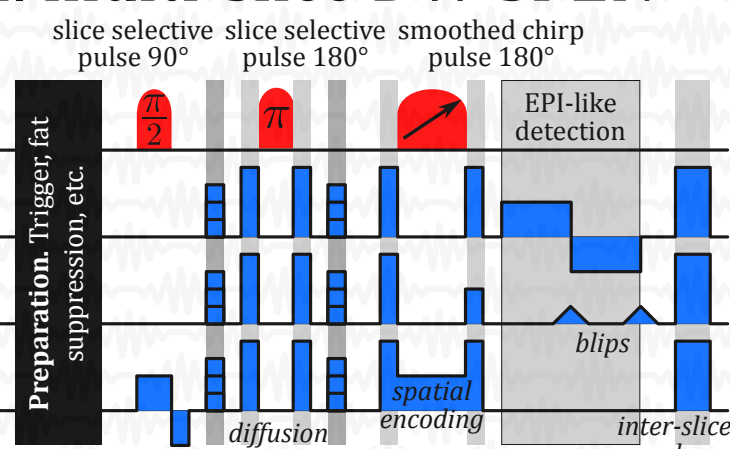 slice selective slice selective smoothed chirp
pulse 90° pulse 180° pulse 180°
π
2
π
EPI-like
detection
Preparation. Trigger, fat
suppression, etc.
blips
spatial
encoding
diffusion
inter-slice